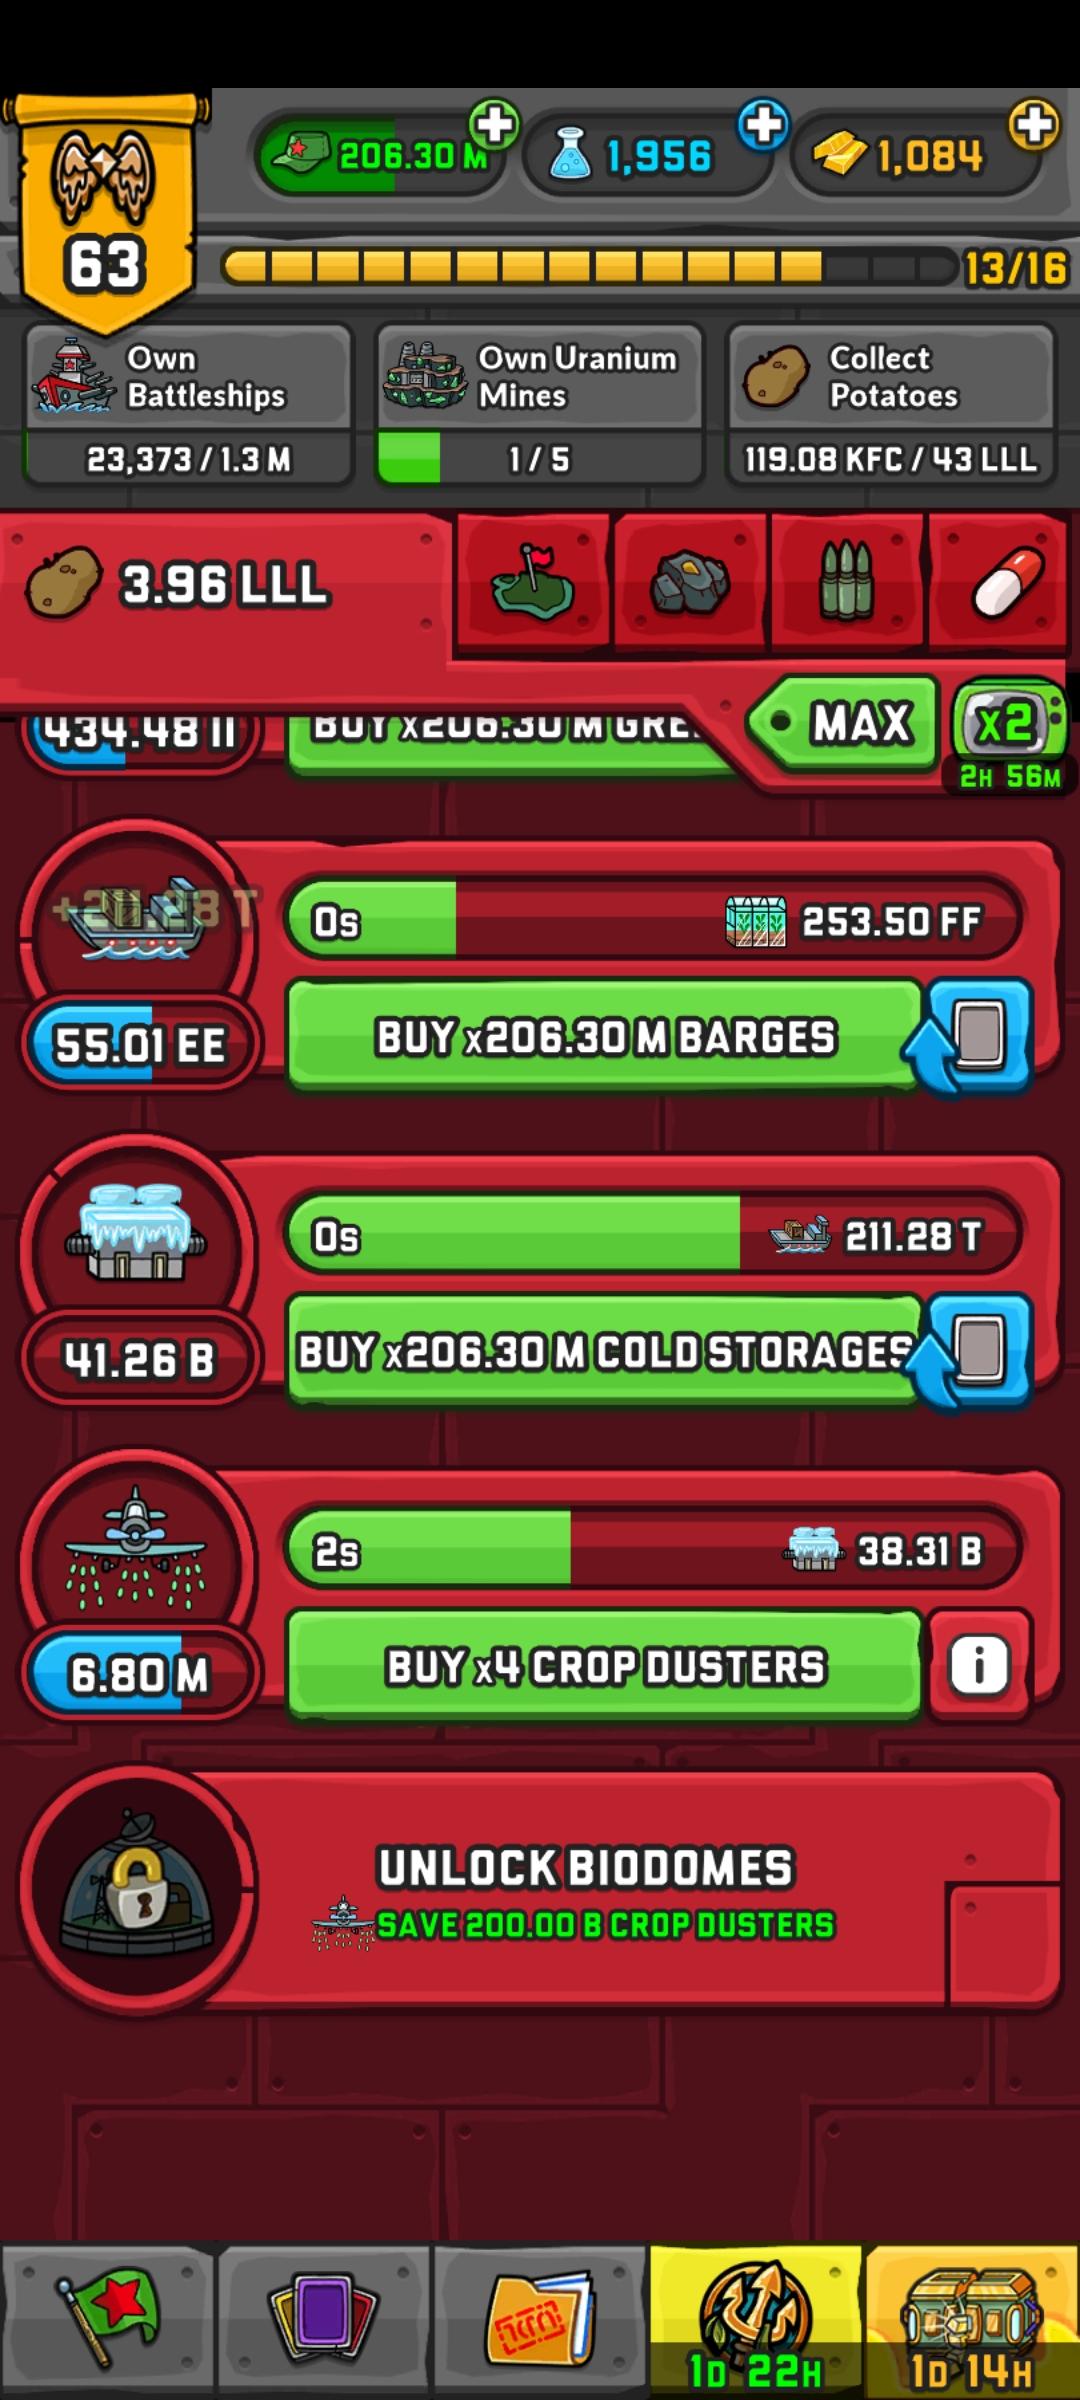 206.30 M
1,956
1,084
63
13/16
Own Battleships
23,373 / 1.3 M
Own Uranium Mines
1 / 5
Collect Potatoes
119.08 KFC / 43 LLL
3.96 LLL
MAX
x2
2H 56M
434.48 II
BUY x206.30 M GRE...
0s
253.50 FF
55.01 EE
BUY x206.30 M BARGES
0s
211.28 T
41.26 B
BUY x206.30 M COLD STORAGES
2s
38.31 B
6.80 M
BUY x4 CROP DUSTERS
i
UNLOCK BIODOMES
SAVE 200.00 B CROP DUSTERS
1D 22H
1D 14H